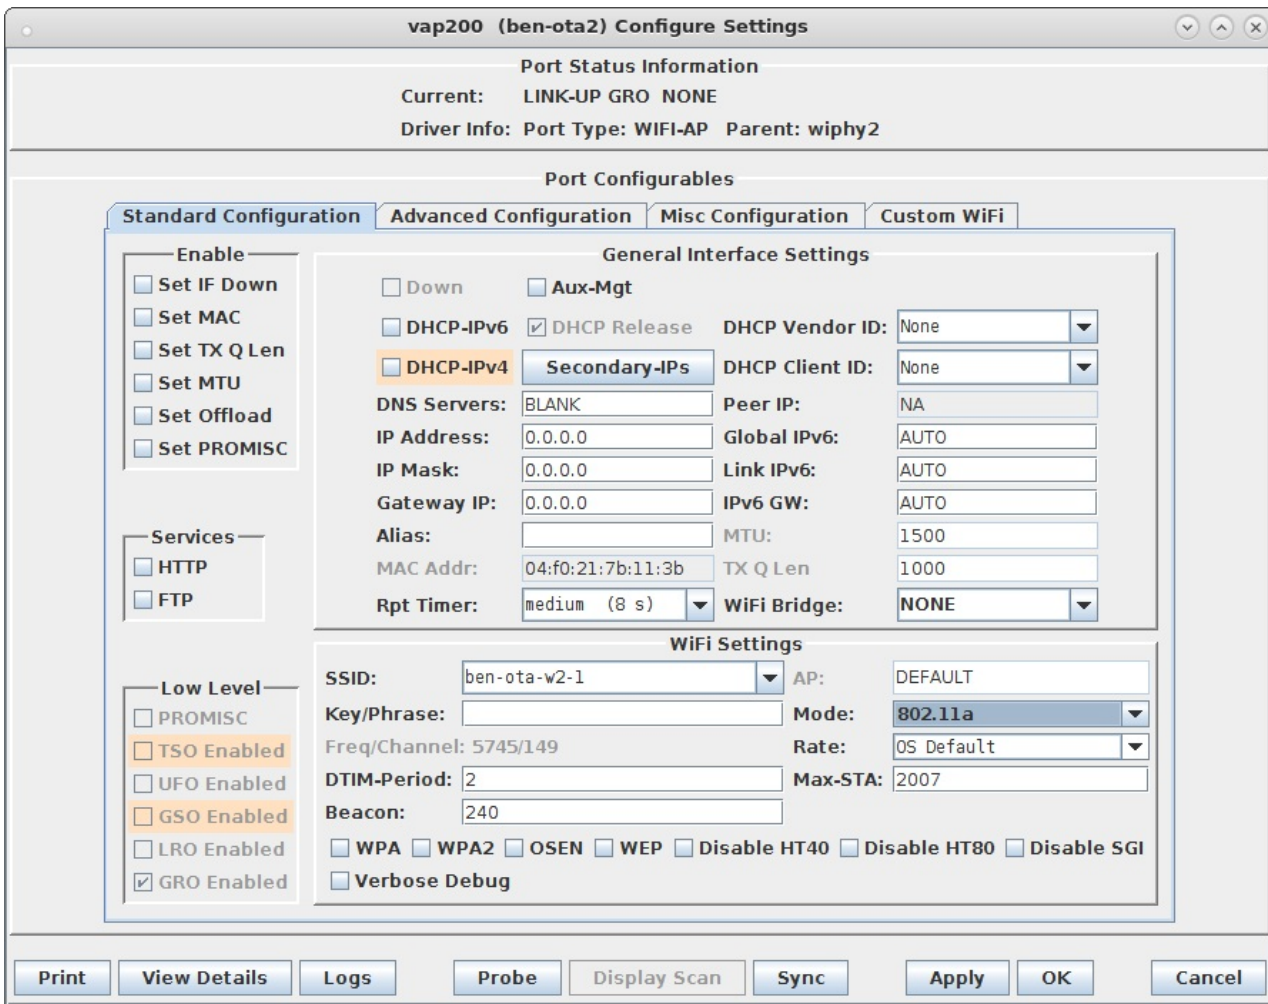 vap200 (ben-ota2) Configure Settings
Port Status Information
Current: LINK-UP GRO NONE
Driver Info: Port Type: WIFI-AP Parent: wiphy2
Port Configurables
Standard Configuration Advanced Configuration Misc Configuration Custom WiFi
Enable
Set IF Down
Set MAC
Set TX Q Len
Set MTU
Set Offload
Set PROMISC
Services
HTTP
FTP
Low Level
PROMISC
TSO Enabled
UFO Enabled
GSO Enabled
LRO Enabled
GRO Enabled
General Interface Settings
Down Aux-Mgt
DHCP-IPv6 DHCP Release DHCP Vendor ID: None
DHCP-IPv4 Secondary-IPs DHCP Client ID: None
DNS Servers: BLANK Peer IP: NA
IP Address: 0.0.0.0 Global IPv6: AUTO
IP Mask: 0.0.0.0 Link IPv6: AUTO
Gateway IP: 0.0.0.0 IPv6 GW: AUTO
Alias: MTU: 1500
MAC Addr: 04:f0:21:7b:11:3b TX Q Len 1000
Rpt Timer: medium (8 s) WiFi Bridge: NONE
WiFi Settings
SSID: ben-ota-w2-1 AP: DEFAULT
Key/Phrase: Mode: 802.11a
Freq/Channel: 5745/149 Rate: OS Default
DTIM-Period: 2 Max-STA: 2007
Beacon: 240
WPA WPA2 OSEN WEP Disable HT40 Disable HT80 Disable SGI
Verbose Debug
Print View Details Logs Probe Display Scan Sync Apply OK Cancel